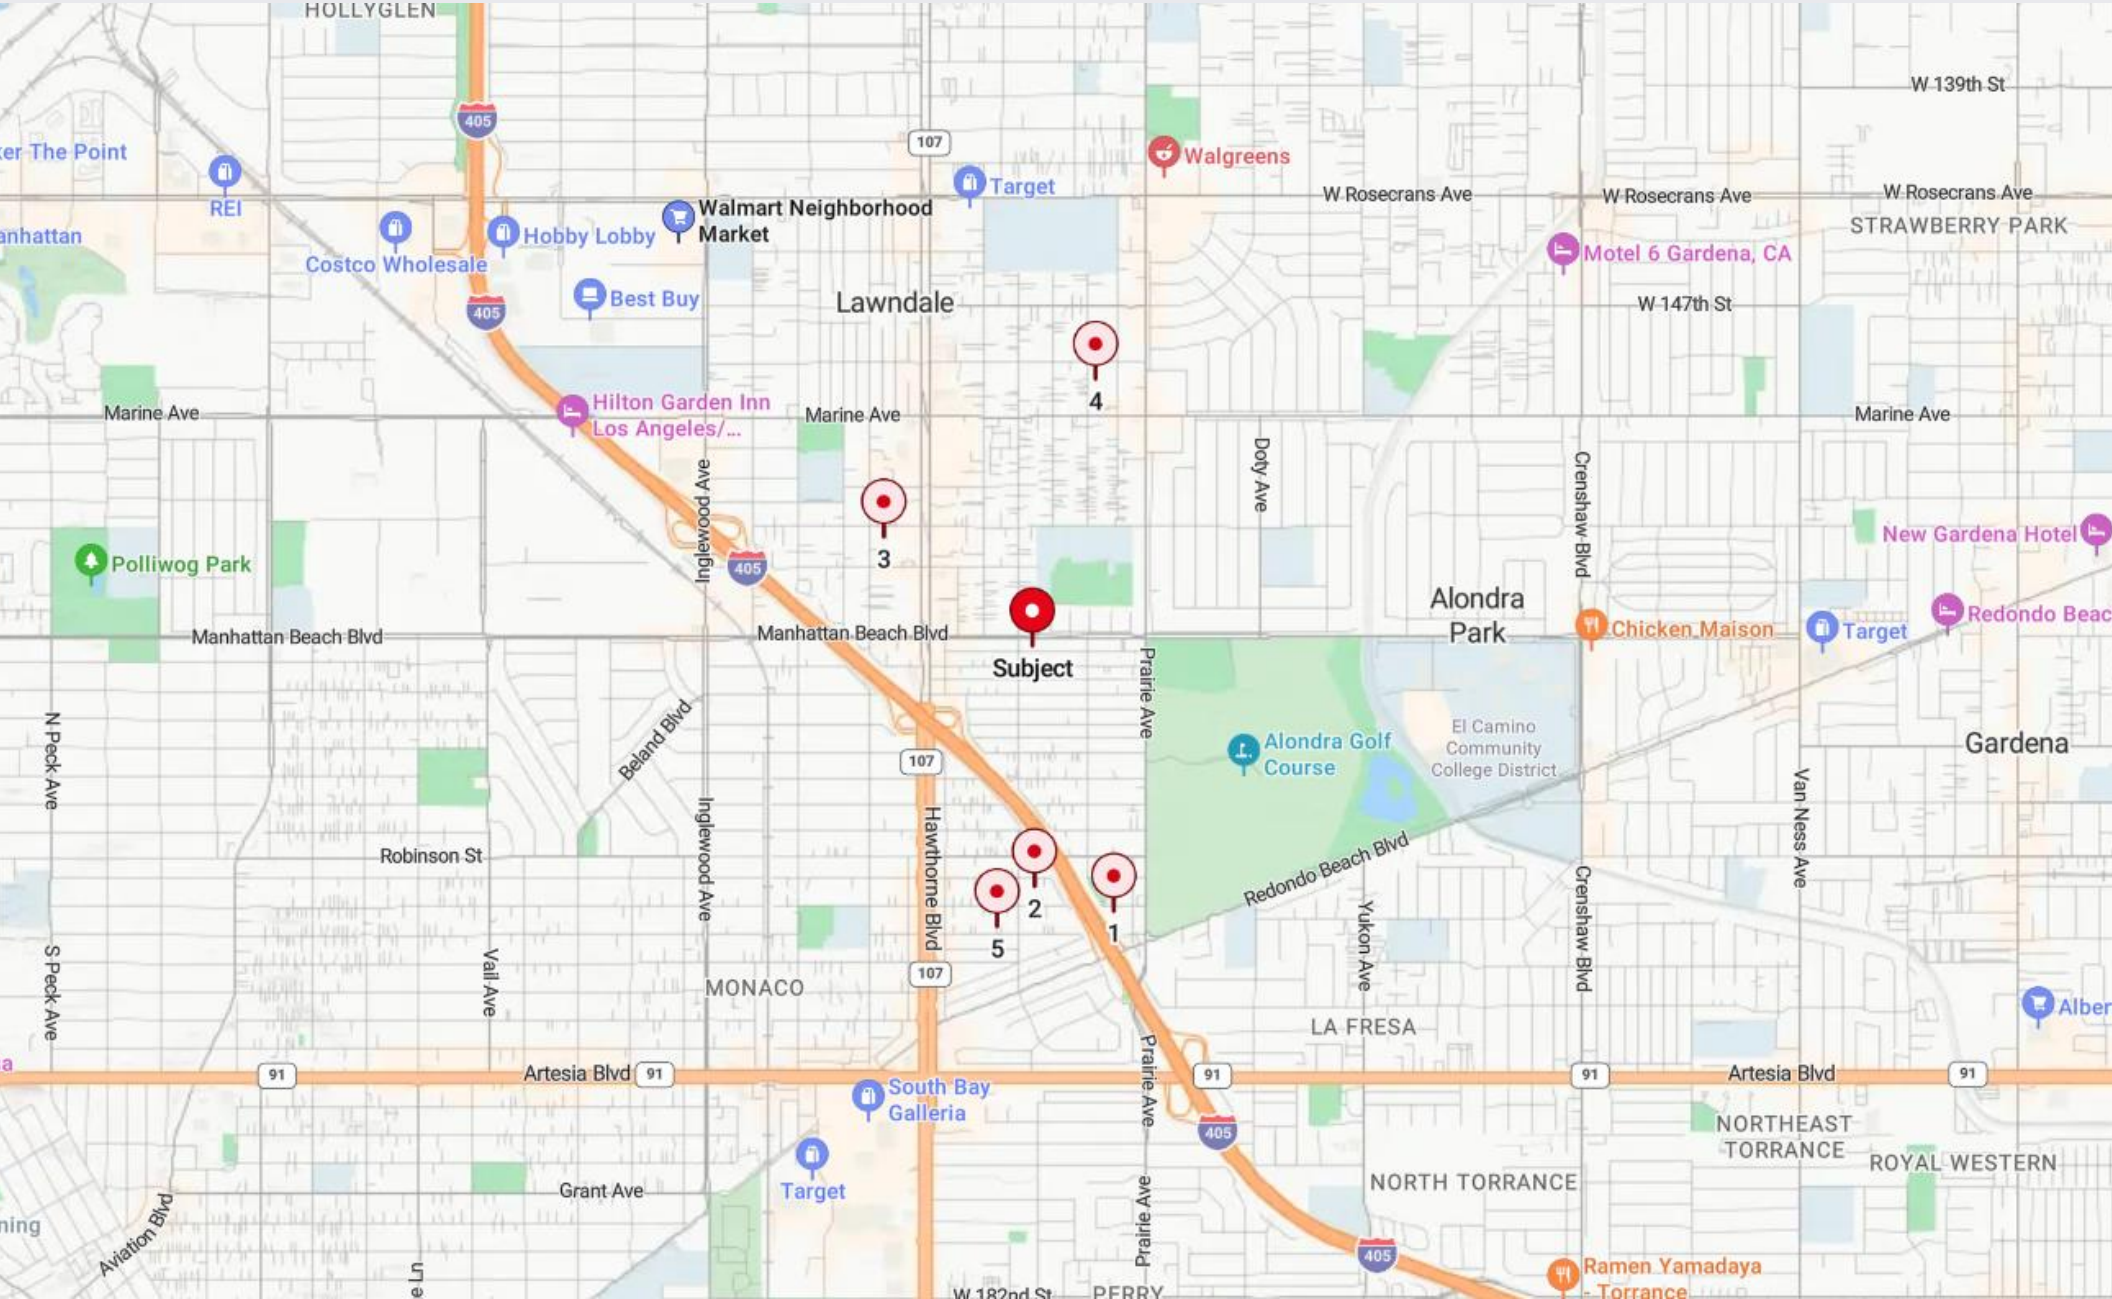 HOLLYGLEN
405
107
W 139th St
er The Point
REI
Target
Walgreens
W Rosecrans Ave
W Rosecrans Ave
W Rosecrans Ave
anhattan
Costco Wholesale
Hobby Lobby
Walmart Neighborhood
Market
STRAWBERRY PARK
Motel 6 Gardena, CA
405
Best Buy
Lawndale
W 147th St
4
Marine Ave
Hilton Garden Inn
Los Angeles/...
Marine Ave
Marine Ave
Inglewood Ave
Doty Ave
Crenshaw Blvd
3
405
Polliwog Park
New Gardena Hotel
Alondra
Park
Manhattan Beach Blvd
Manhattan Beach Blvd
Subject
Chicken Maison
Target
Redondo Beac
N Peck Ave
Beland Blvd
Prairie Ave
107
Alondra Golf
Course
El Camino
Community
College District
Gardena
Van Ness Ave
Robinson St
Inglewood Ave
Hawthorne Blvd
2
1
5
Redondo Beach Blvd
Crenshaw Blvd
S Peck Ave
Vail Ave
MONACO
107
Yukon Ave
LA FRESA
Alber
a
91
Artesia Blvd
91
Prairie Ave
91
91
Artesia Blvd
91
South Bay
Galleria
405
NORTHEAST
TORRANCE
Target
Grant Ave
Prairie Ave
NORTH TORRANCE
ROYAL WESTERN
ning
Aviation Blvd
e Ln
405
W 182nd St
PERRY
Ramen Yamadaya
- Torrance